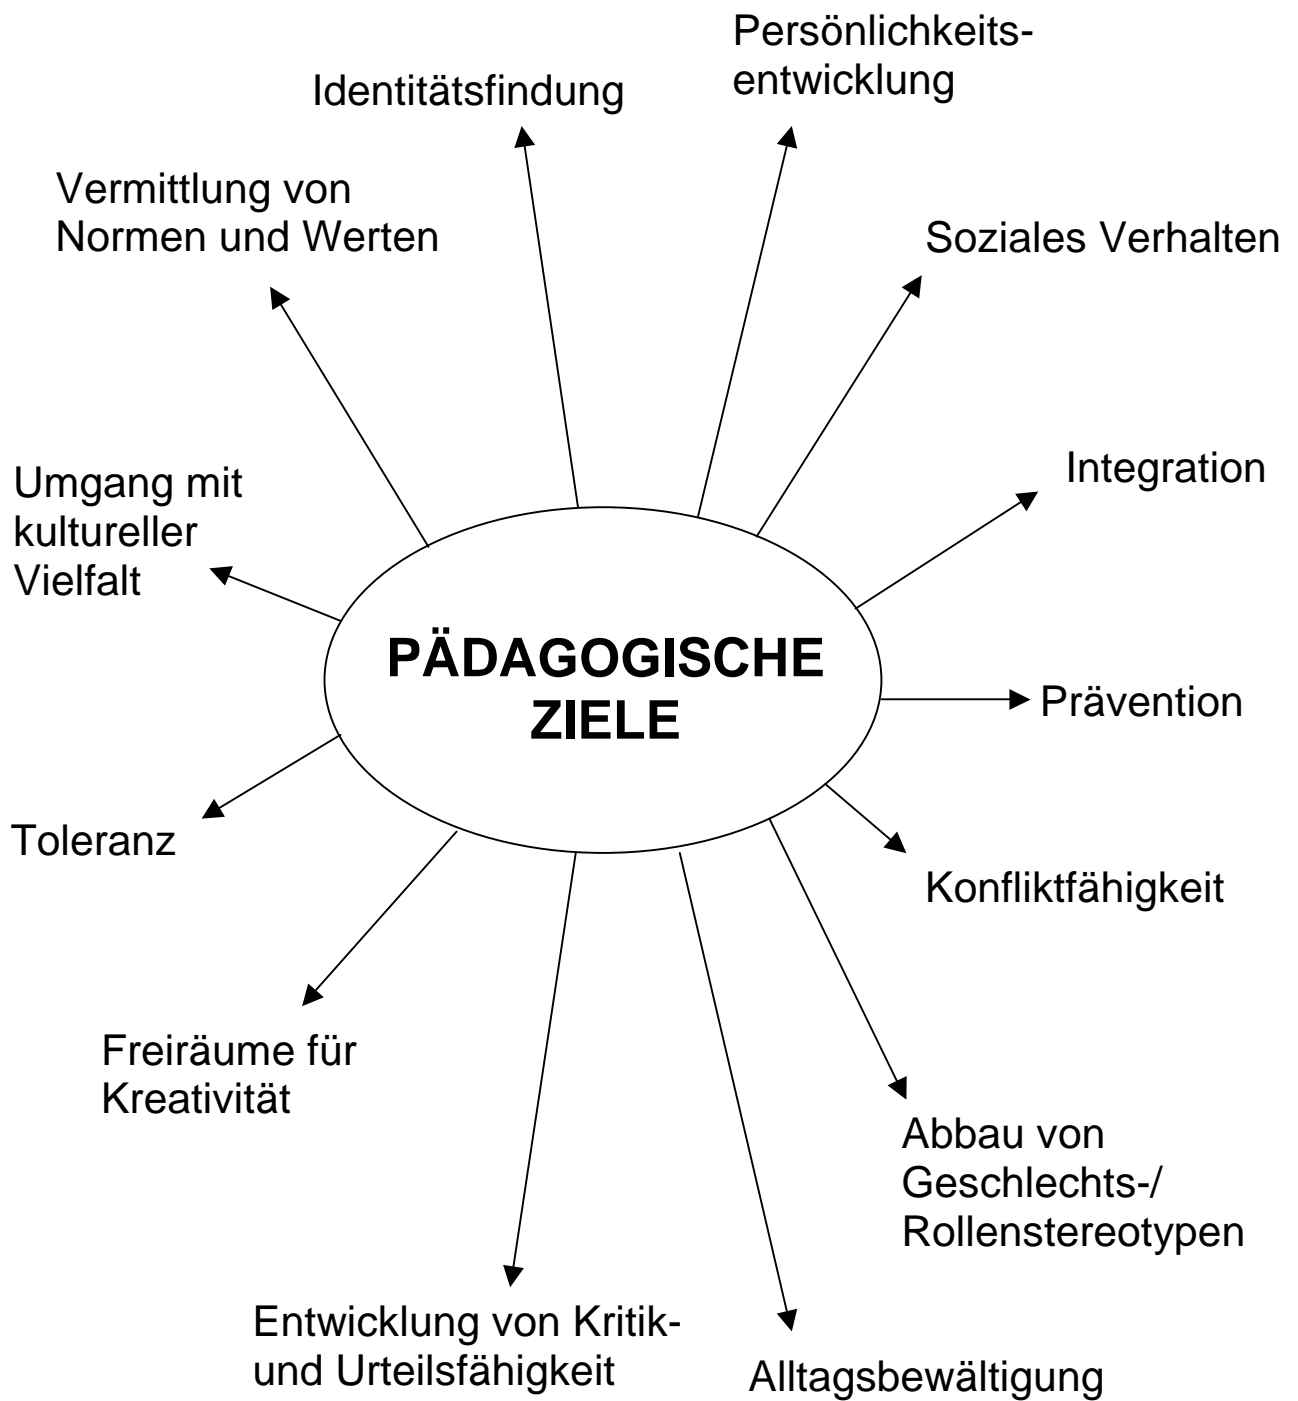 Persönlichkeits-
entwicklung
Identitätsfindung
Vermittlung von
Normen und Werten
Soziales Verhalten
Integration
Umgang mit
kultureller
Vielfalt
PÄDAGOGISCHE
ZIELE
Prävention
Toleranz
Konfliktfähigkeit
Freiräume für
Kreativität
Abbau von
Geschlechts-/
Rollenstereotypen
Entwicklung von Kritik-
und Urteilsfähigkeit
Alltagsbewältigung